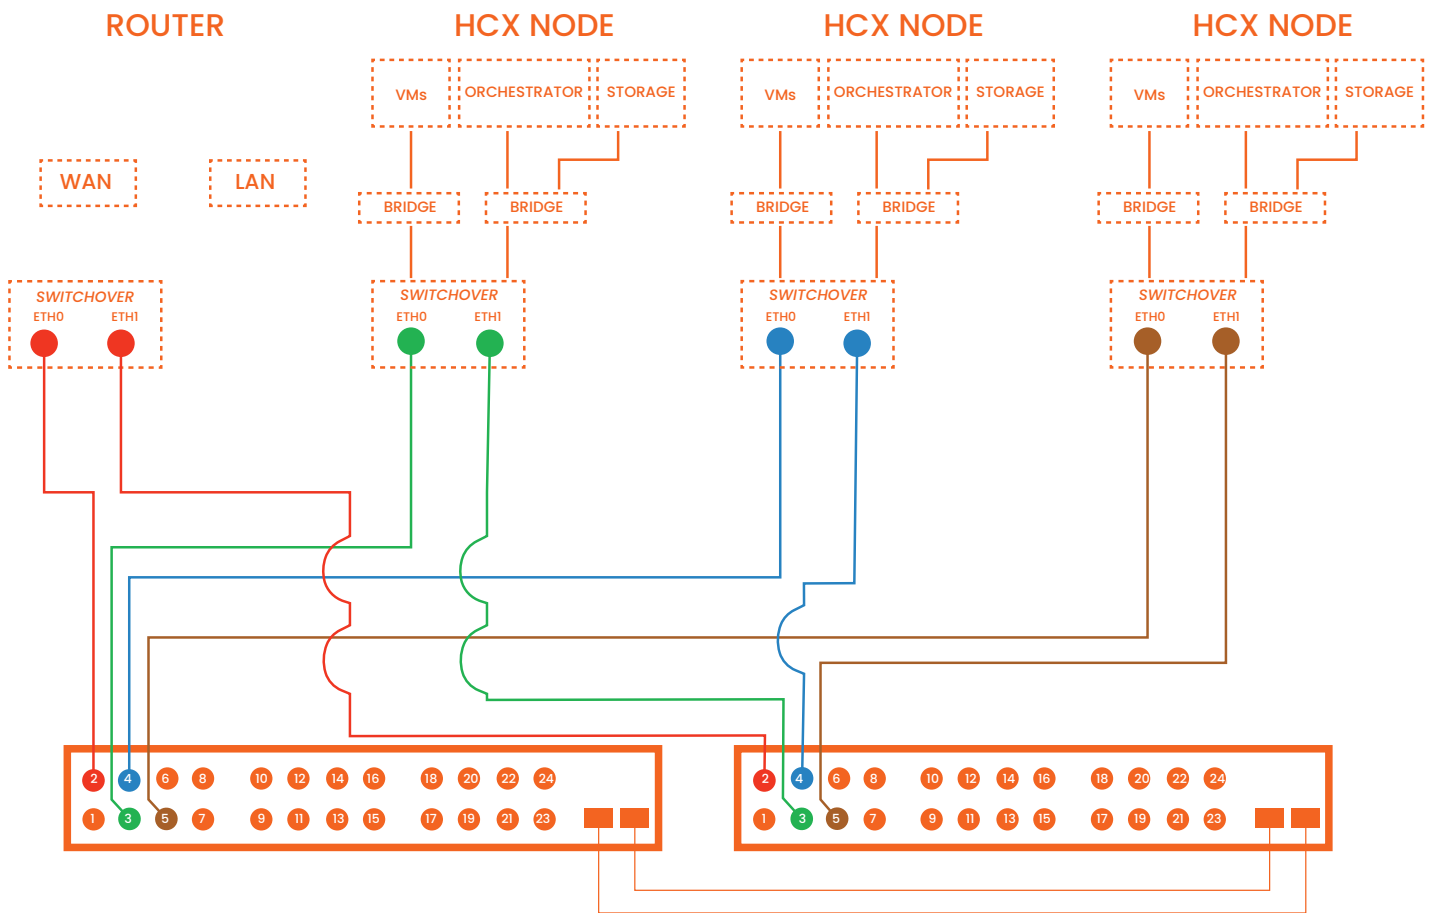 ROUTER HCX NODE HCX NODE HCX NODE
VMs ORCHESTRATOR STORAGE VMs ORCHESTRATOR STORAGE VMs ORCHESTRATOR STORAGE
WAN LAN
BRIDGE BRIDGE BRIDGE BRIDGE BRIDGE BRIDGE
SWITCHOVER SWITCHOVER SWITCHOVER SWITCHOVER
ETH0 ETH1 ETH0 ETH1 ETH0 ETH1 ETH0 ETH1
2 4 6 8 10 12 14 16 18 20 22 24 2 4 6 8 10 12 14 16 18 20 22 24
1 3 5 7 9 11 13 15 17 19 21 23 1 3 5 7 9 11 13 15 17 19 21 23